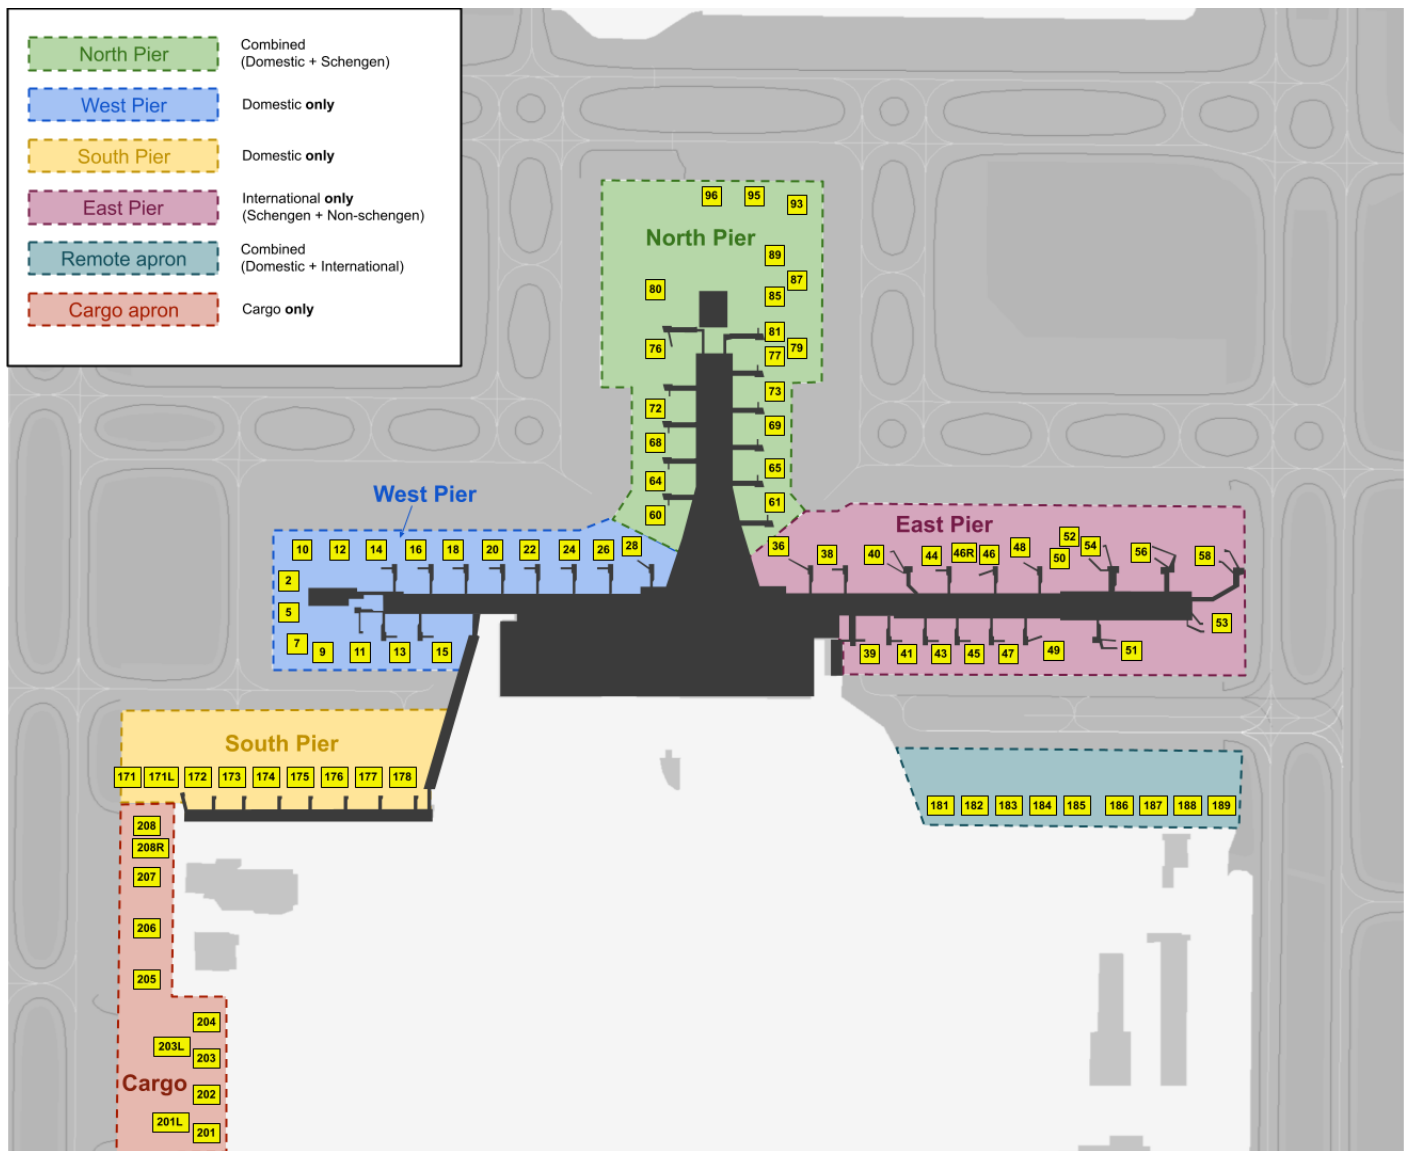 North Pier
Combined
(Domestic + Schengen)
West Pier
Domestic only
South Pier
Domestic only
East Pier
International only
(Schengen + Non-schengen)
Remote apron
Combined
(Domestic + International)
Cargo apron
Cargo only
96 95 93
North Pier
89
87
80
85
81
79
76
77
73
72
69
68
65
64
61
60
West Pier
10 12 14 16 18 20 22 24 26 28
2
5
7
9 11 13 15
East Pier
36 38 40 44 46R 46 48 50 52 54 56 58
53
39 41 43 45 47 49 51
South Pier
171 171L 172 173 174 175 176 177 178
181 182 183 184 185 186 187 188 189
208
208R
207
206
205
204
203L
203
Cargo
202
201L
201